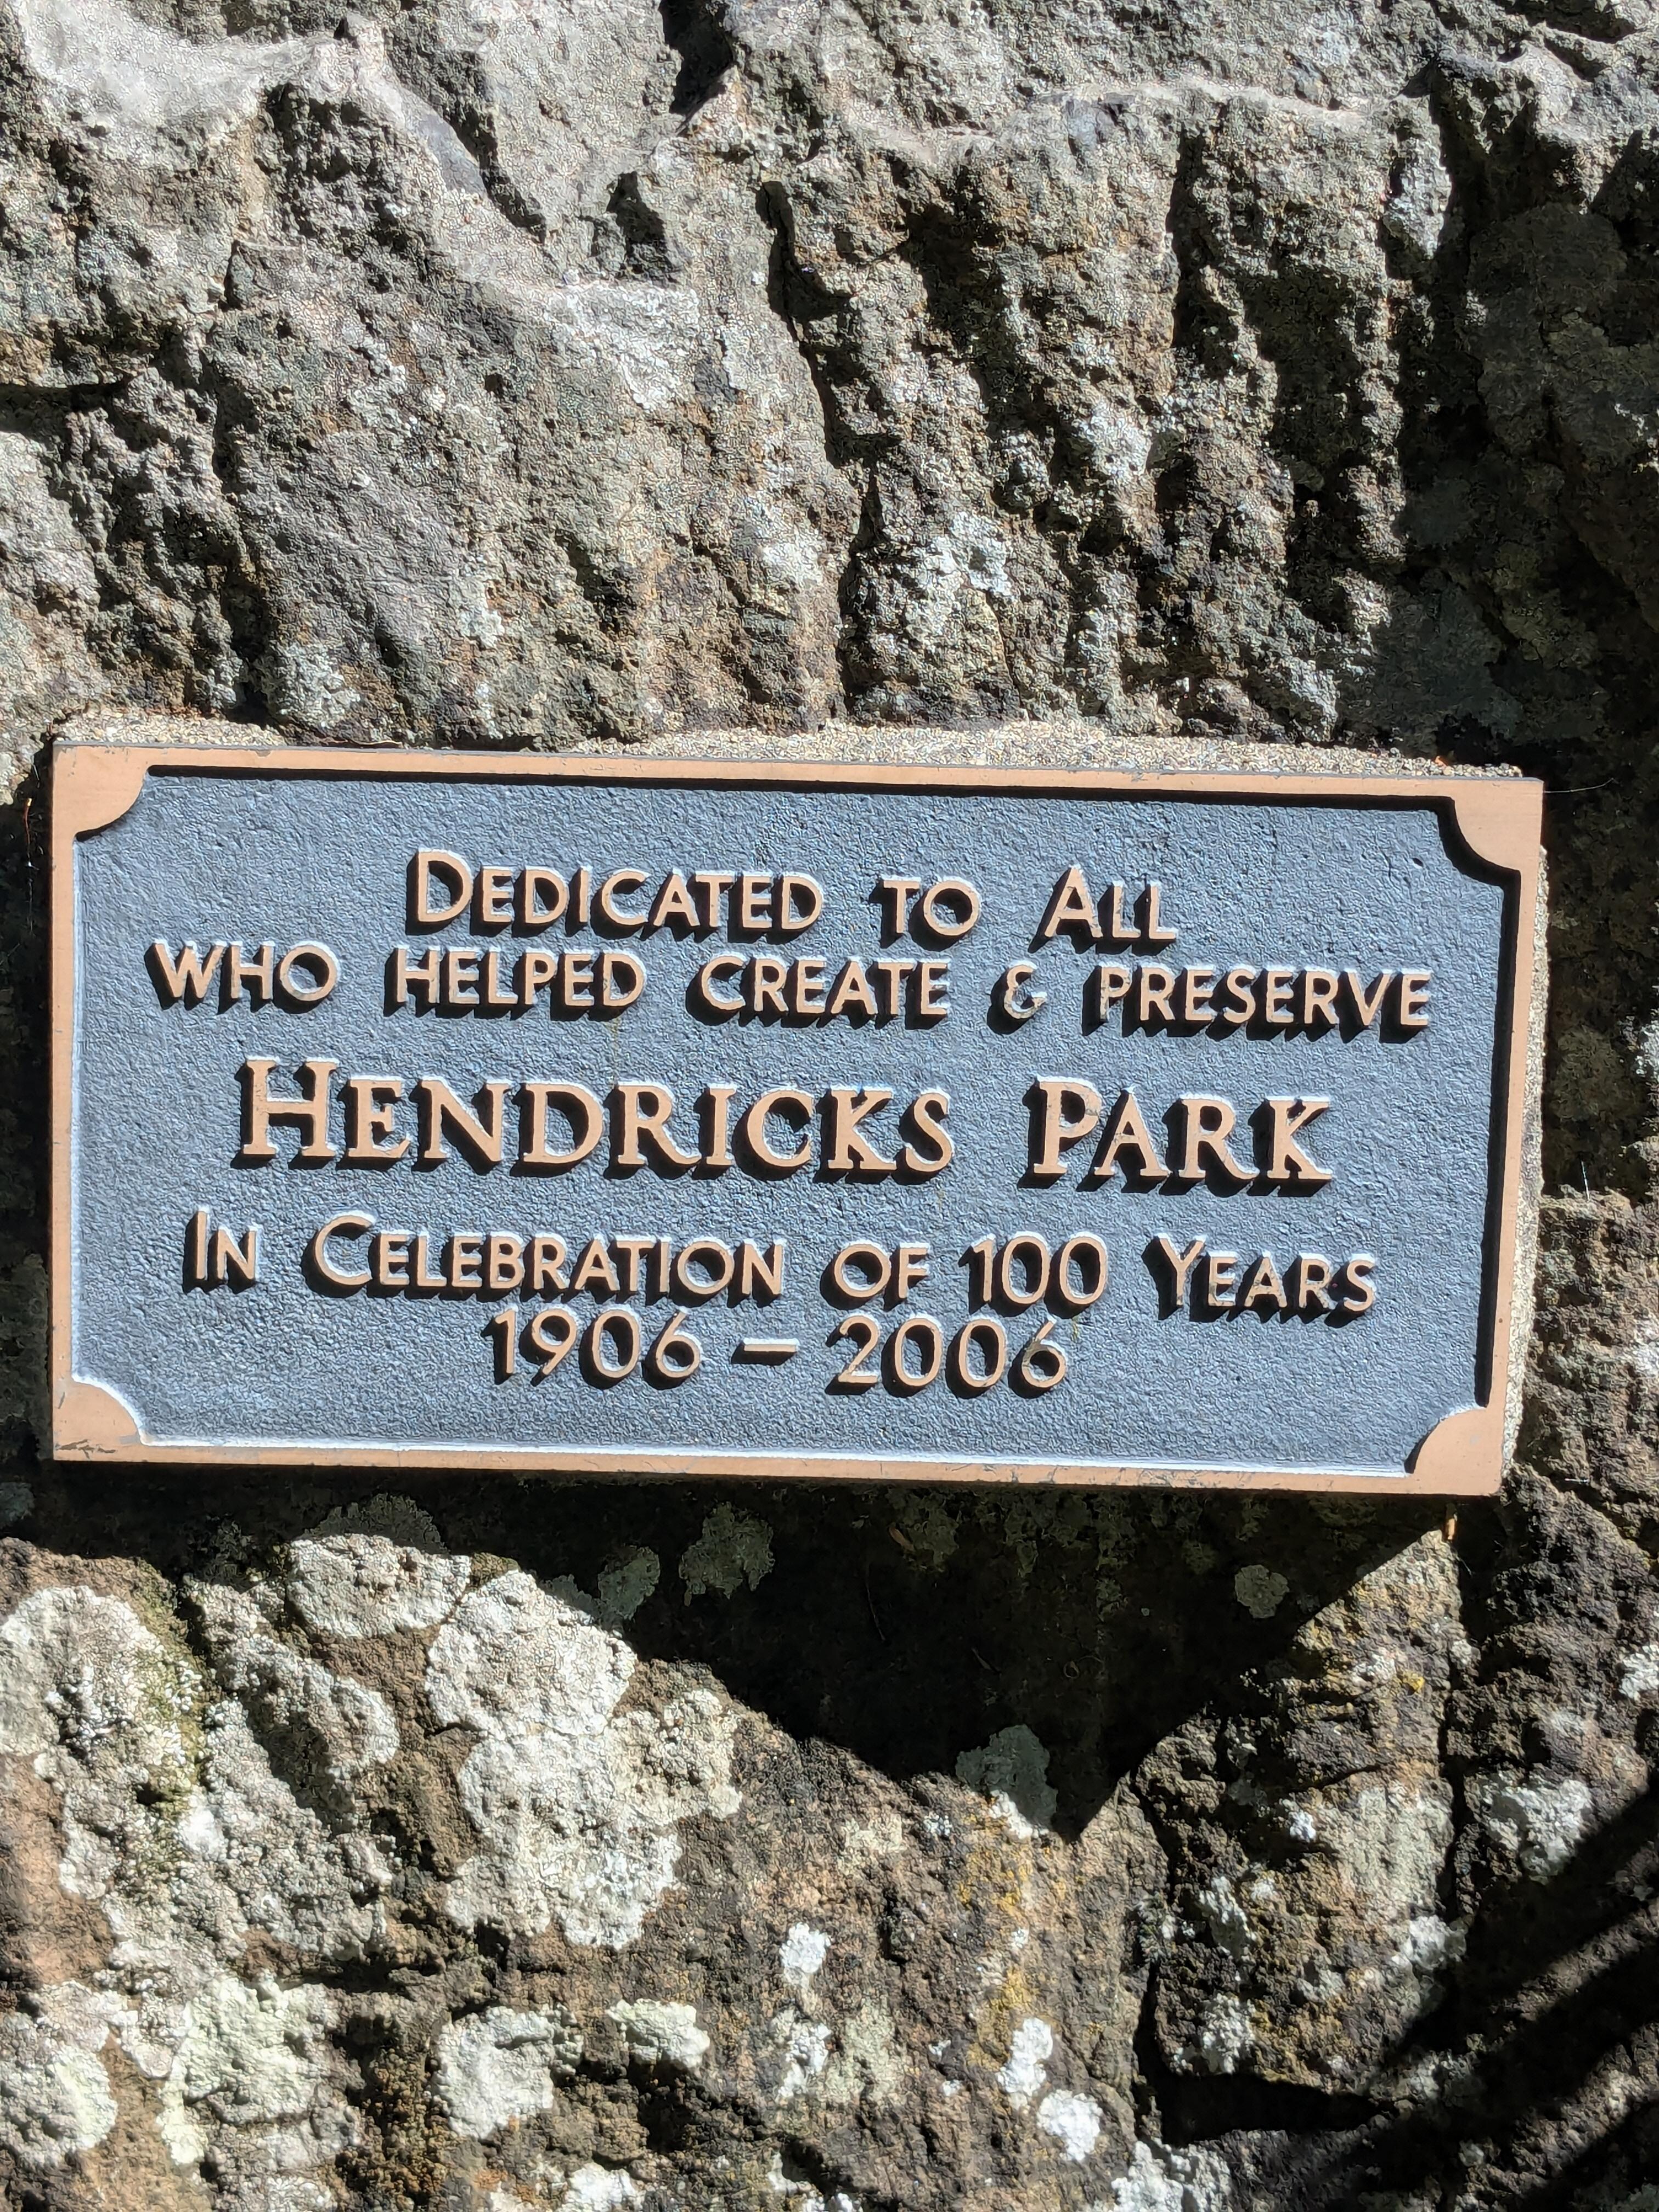 Dedicated to All
who helped create & preserve
Hendricks Park
In Celebration of 100 Years
1906 – 2006